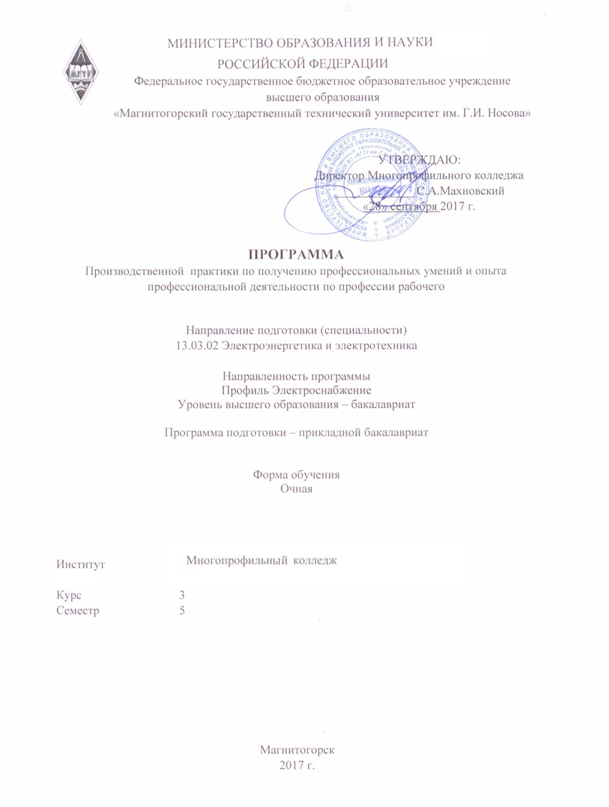 МИНИСТЕРСТВО ОБРАЗОВАНИЯ И НАУКИ
РОССИЙСКОЙ ФЕДЕРАЦИИ
Федеральное государственное бюджетное образовательное учреждение
высшего образования
«Магнитогорский государственный технический университет им. Г.И. Носова»
МГТУ
УТВЕРЖДАЮ:
Директор Многопрофильного колледжа
С.А.Махновский
«28» сентября 2017 г.
ПРОГРАММА
Производственной практики по получению профессиональных умений и опыта
профессиональной деятельности по профессии рабочего
Направление подготовки (специальности)
13.03.02 Электроэнергетика и электротехника
Направленность программы
Профиль Электроснабжение
Уровень высшего образования – бакалавриат
Программа подготовки – прикладной бакалавриат
Форма обучения
Очная
Институт Многопрофильный колледж
Курс 3
Семестр 5
Магнитогорск
2017 г.